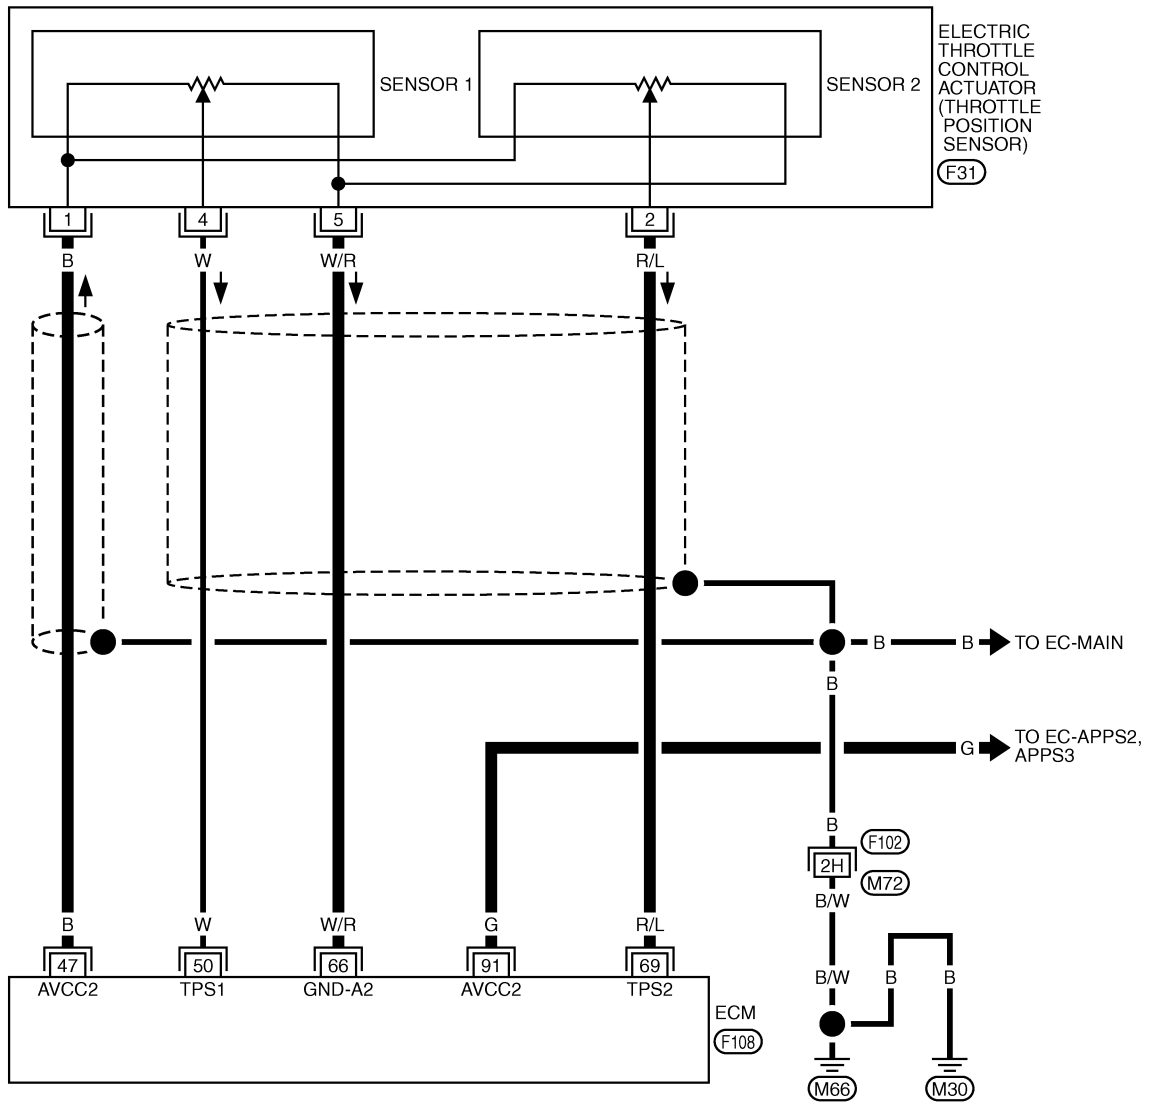 ELECTRIC
THROTTLE
CONTROL
ACTUATOR
(THROTTLE
POSITION
SENSOR)
F31
SENSOR 1
SENSOR 2
1 4 5 2
B W W/R R/L
B B TO EC-MAIN
B
G TO EC-APPS2,
APPS3
B
F102
2H
M72
B/W
B W W/R G R/L
47 50 66 91 69
AVCC2 TPS1 GND-A2 AVCC2 TPS2
B/W B B
ECM
F108
M66 M30